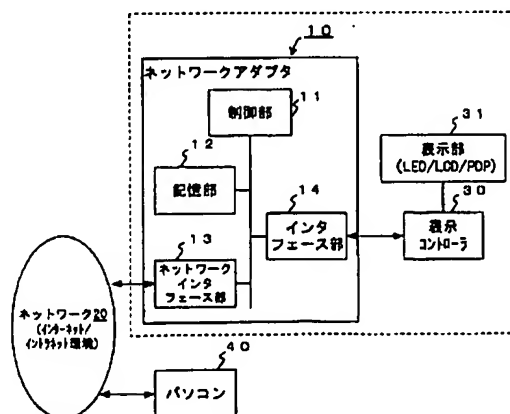 10
ネットワークアダプタ
11
制御部
12
記憶部
13
ネットワーク
インタ
フェース部
14
インタ
フェース部
31
表示部
(LED/LCD/PDP)
30
表示
コントローラ
ネットワーク20
(インターネット/
イントラネット環境)
40
パソコン